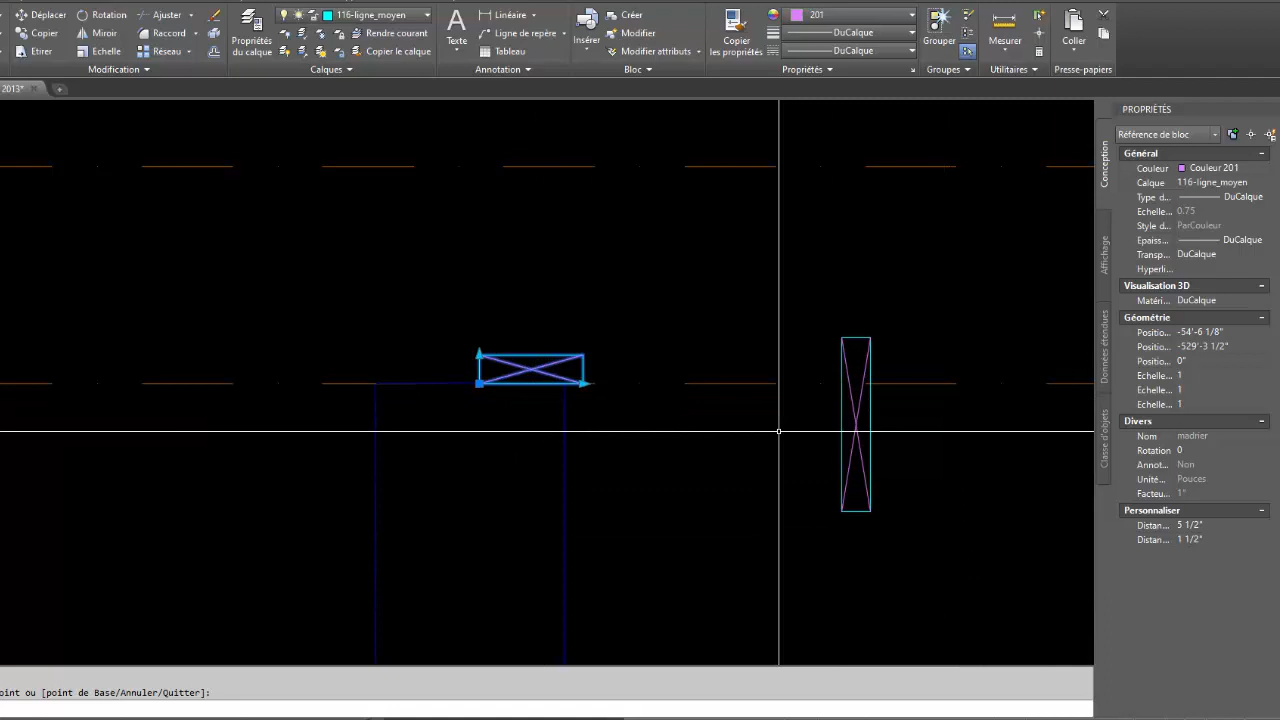 Déplacer
Rotation
Ajuster
Copier
Miroir
Raccord
Etirer
Echelle
Réseau
Modification
Propriétés
du calque
116-ligne_moyen
Rendre courant
Copier le calque
Calques
Texte
Linéaire
Ligne de repère
Tableau
Annotation
Insérer
Créer
Modifier
Modifier attributs
Bloc
Copier
les propriétés
201
DuCalque
DuCalque
Propriétés
Grouper
Groupes
Mesurer
Utilitaires
Coller
Presse-papiers
2013*
PROPRIÉTÉS
Référence de bloc
Conception
Affichage
Données étendues
Classe d'objets
Général
Couleur Couleur 201
Calque 116-ligne_moyen
Type d... DuCalque
Echelle... 0.75
Style d... ParCouleur
Epaiss... DuCalque
Transp... DuCalque
Hyperli...
Visualisation 3D
Matéri... DuCalque
Géométrie
Positio... -54'-6 1/8"
Positio... -529'-3 1/2"
Positio... 0"
Echelle... 1
Echelle... 1
Echelle... 1
Divers
Nom madrier
Rotation 0
Annot... Non
Unité... Pouces
Facteu... 1"
Personnaliser
Distan... 5 1/2"
Distan... 1 1/2"
oint ou [point de Base/Annuler/Quitter]: